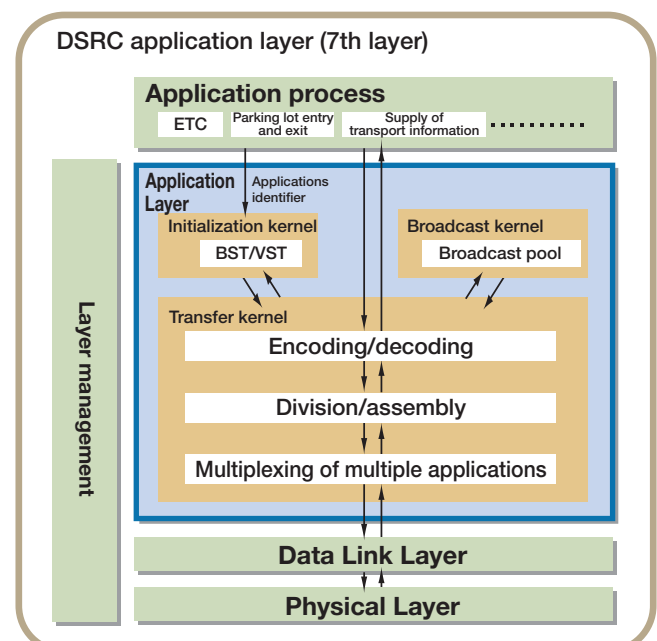 DSRC application layer (7th layer)
Application process
ETC
Parking lot entry
and exit
Supply of
transport information
Application
Layer
Applications
identifier
Initialization kernel
BST/VST
Broadcast kernel
Broadcast pool
Layer management
Transfer kernel
Encoding/decoding
Division/assembly
Multiplexing of multiple applications
Data Link Layer
Physical Layer